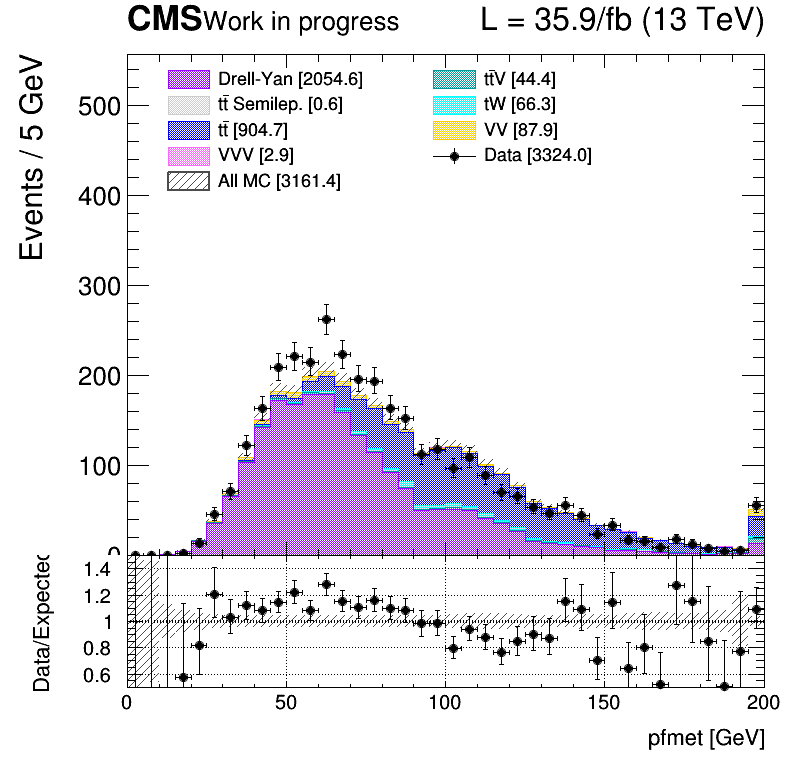 CMS Work in progress L = 35.9/fb (13 TeV)
Events / 5 GeV
Drell-Yan [2054.6]
tt̄ Semilep. [0.6]
tt̄ [904.7]
VVV [2.9]
All MC [3161.4]
tt̄V [44.4]
tW [66.3]
VV [87.9]
Data [3324.0]
500
400
300
200
100
0
Data/Expected
1.4
1.2
1
0.8
0.6
0 50 100 150 200
pfmet [GeV]